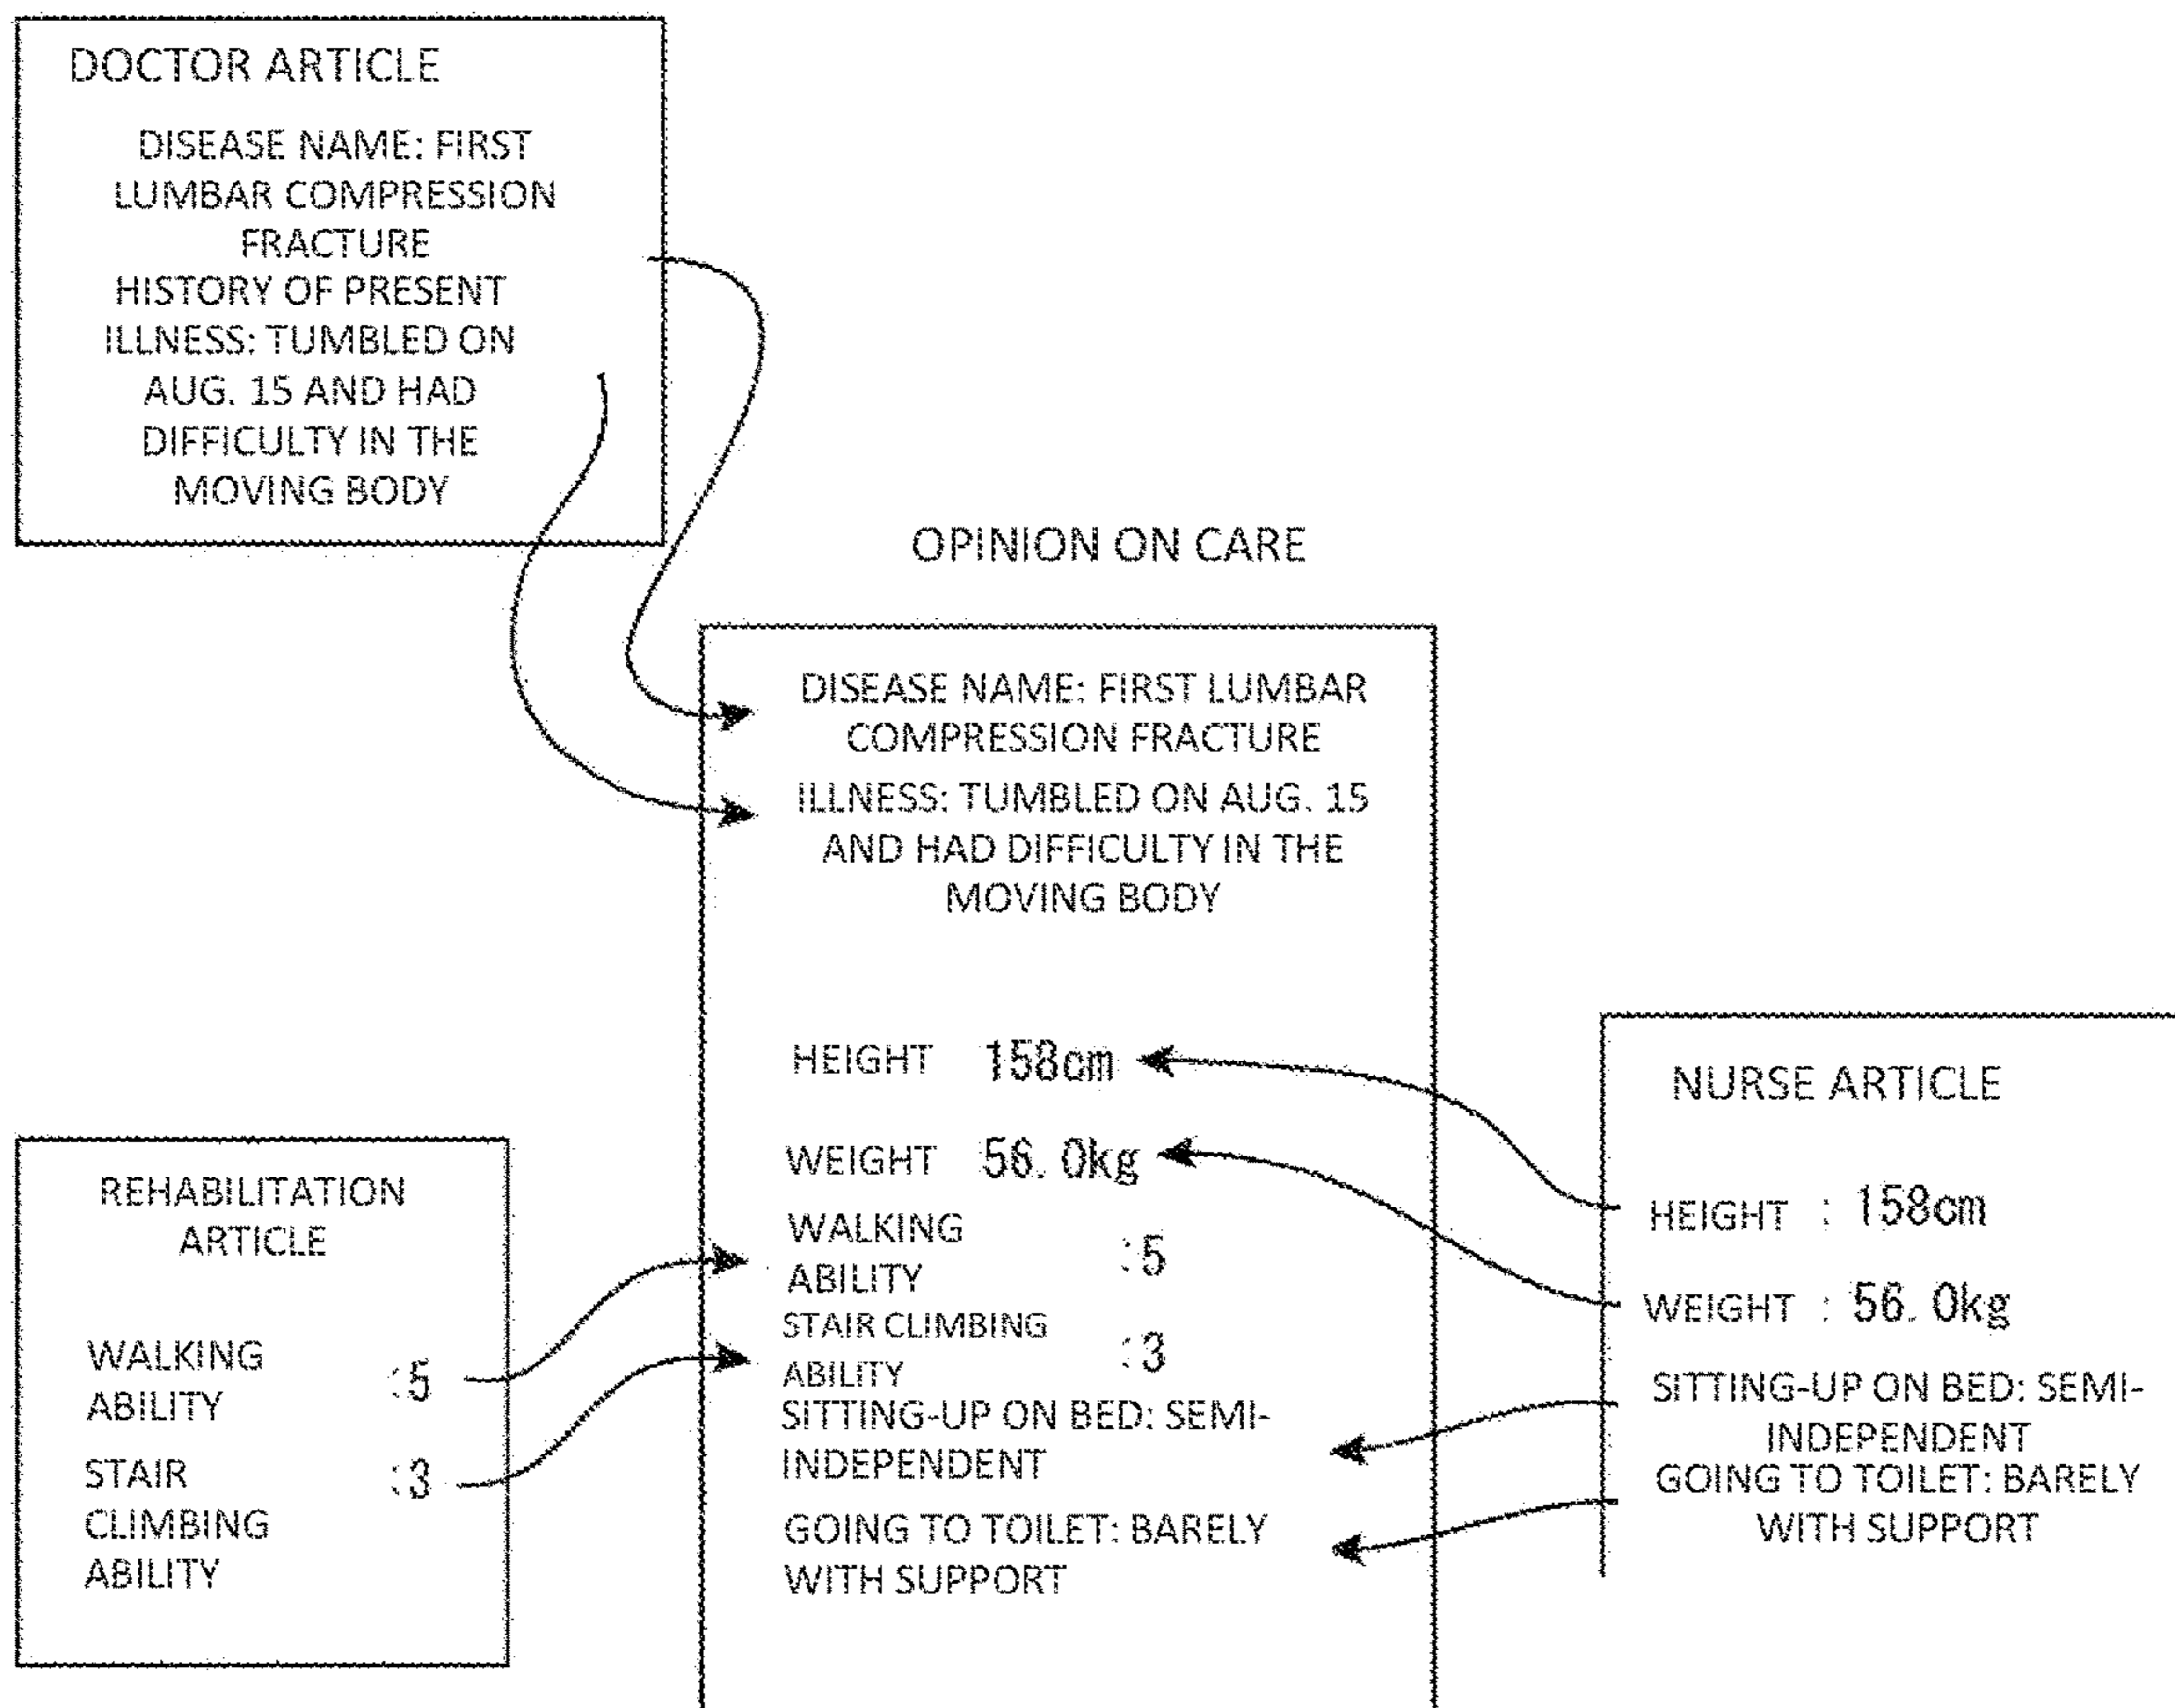 DOCTOR ARTICLE
DISEASE NAME: FIRST
LUMBAR COMPRESSION
FRACTURE
HISTORY OF PRESENT
ILLNESS: TUMBLED ON
AUG. 15 AND HAD
DIFFICULTY IN THE
MOVING BODY
OPINION ON CARE
DISEASE NAME: FIRST LUMBAR
COMPRESSION FRACTURE
ILLNESS: TUMBLED ON AUG. 15
AND HAD DIFFICULTY IN THE
MOVING BODY
HEIGHT 158cm
WEIGHT 56.0kg
WALKING
ABILITY :5
STAIR CLIMBING
ABILITY :3
SITTING-UP ON BED: SEMI-
INDEPENDENT
GOING TO TOILET: BARELY
WITH SUPPORT
REHABILITATION
ARTICLE
WALKING
ABILITY :5
STAIR :3
CLIMBING
ABILITY
NURSE ARTICLE
HEIGHT : 158cm
WEIGHT : 56.0kg
SITTING-UP ON BED: SEMI-
INDEPENDENT
GOING TO TOILET: BARELY
WITH SUPPORT